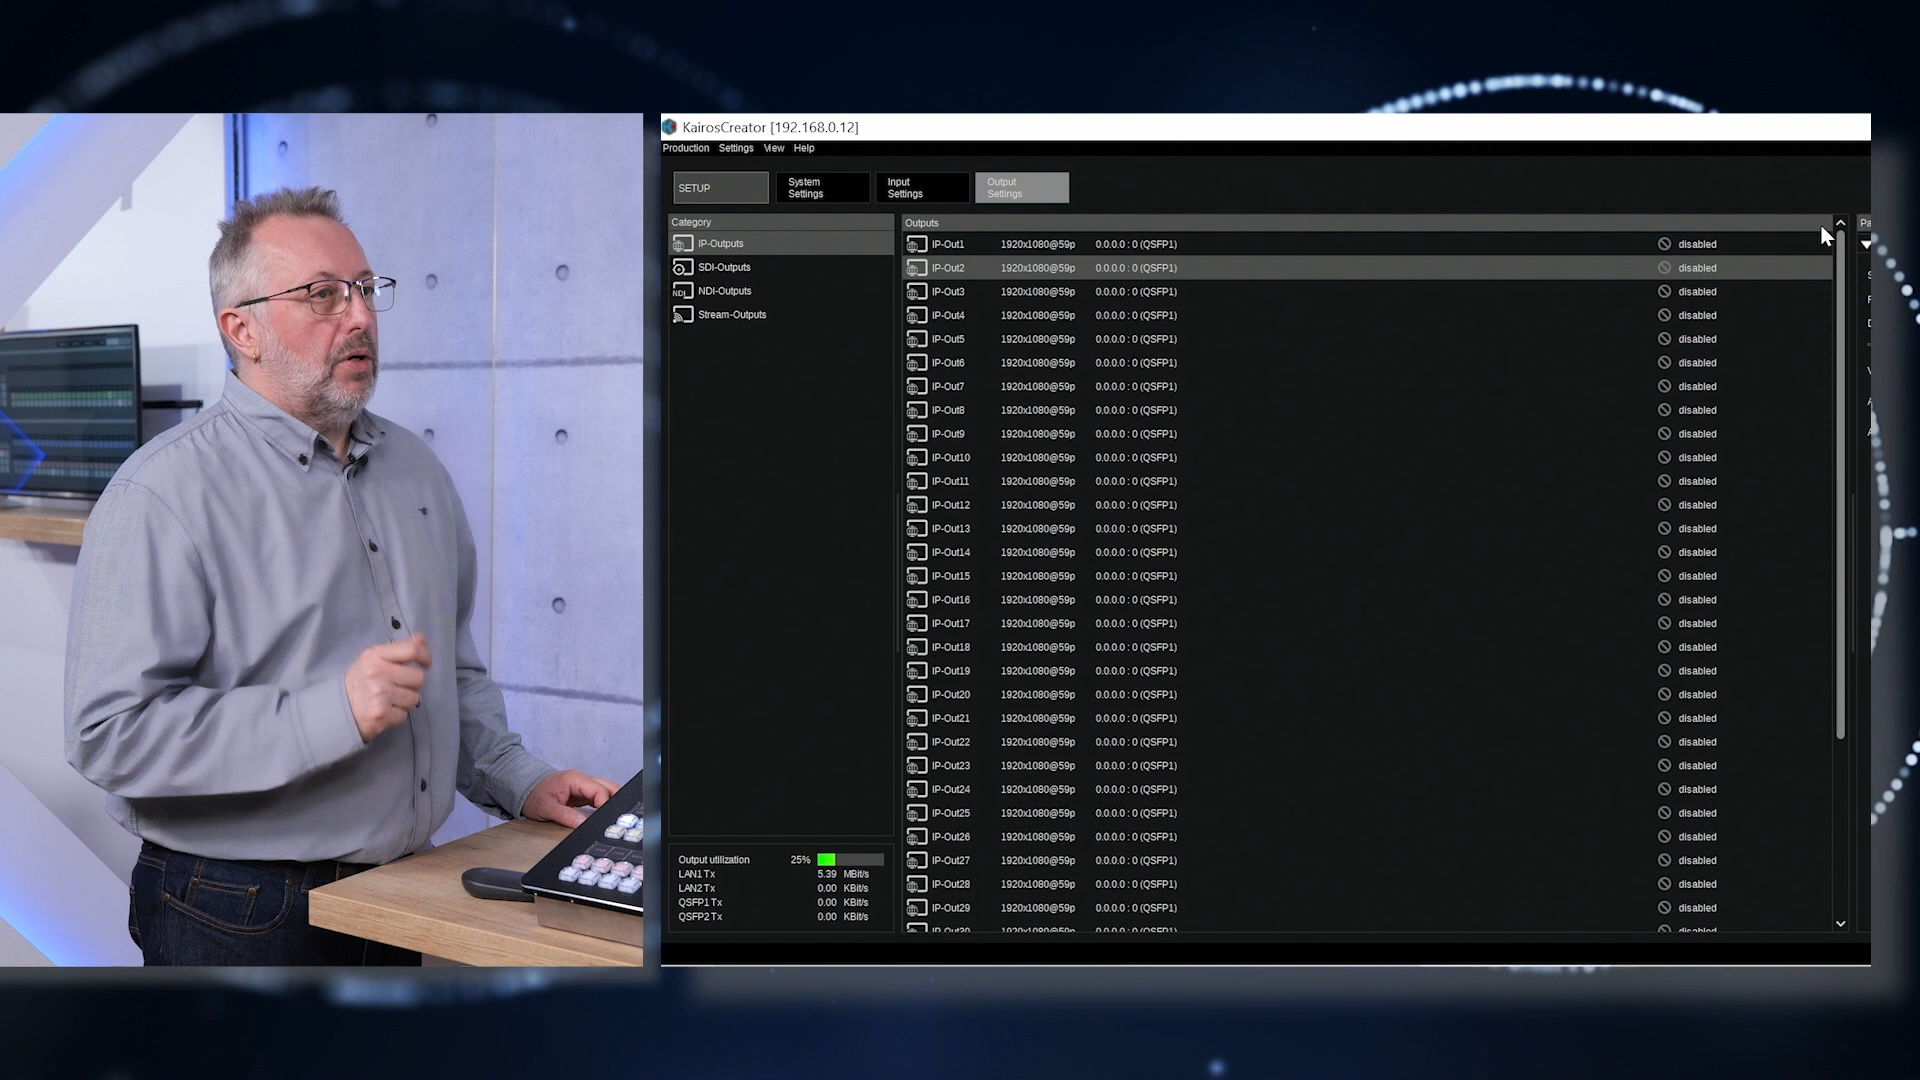 KairosCreator [192.168.0.12]
Production Settings View Help
SETUP
System Settings
Input Settings
Output Settings
Category
IP-Outputs
SDI-Outputs
NDI-Outputs
Stream-Outputs
Outputs
IP-Out1 1920x1080@59p 0.0.0.0 : 0 (QSFP1) disabled
IP-Out2 1920x1080@59p 0.0.0.0 : 0 (QSFP1) disabled
IP-Out3 1920x1080@59p 0.0.0.0 : 0 (QSFP1) disabled
IP-Out4 1920x1080@59p 0.0.0.0 : 0 (QSFP1) disabled
IP-Out5 1920x1080@59p 0.0.0.0 : 0 (QSFP1) disabled
IP-Out6 1920x1080@59p 0.0.0.0 : 0 (QSFP1) disabled
IP-Out7 1920x1080@59p 0.0.0.0 : 0 (QSFP1) disabled
IP-Out8 1920x1080@59p 0.0.0.0 : 0 (QSFP1) disabled
IP-Out9 1920x1080@59p 0.0.0.0 : 0 (QSFP1) disabled
IP-Out10 1920x1080@59p 0.0.0.0 : 0 (QSFP1) disabled
IP-Out11 1920x1080@59p 0.0.0.0 : 0 (QSFP1) disabled
IP-Out12 1920x1080@59p 0.0.0.0 : 0 (QSFP1) disabled
IP-Out13 1920x1080@59p 0.0.0.0 : 0 (QSFP1) disabled
IP-Out14 1920x1080@59p 0.0.0.0 : 0 (QSFP1) disabled
IP-Out15 1920x1080@59p 0.0.0.0 : 0 (QSFP1) disabled
IP-Out16 1920x1080@59p 0.0.0.0 : 0 (QSFP1) disabled
IP-Out17 1920x1080@59p 0.0.0.0 : 0 (QSFP1) disabled
IP-Out18 1920x1080@59p 0.0.0.0 : 0 (QSFP1) disabled
IP-Out19 1920x1080@59p 0.0.0.0 : 0 (QSFP1) disabled
IP-Out20 1920x1080@59p 0.0.0.0 : 0 (QSFP1) disabled
IP-Out21 1920x1080@59p 0.0.0.0 : 0 (QSFP1) disabled
IP-Out22 1920x1080@59p 0.0.0.0 : 0 (QSFP1) disabled
IP-Out23 1920x1080@59p 0.0.0.0 : 0 (QSFP1) disabled
IP-Out24 1920x1080@59p 0.0.0.0 : 0 (QSFP1) disabled
IP-Out25 1920x1080@59p 0.0.0.0 : 0 (QSFP1) disabled
IP-Out26 1920x1080@59p 0.0.0.0 : 0 (QSFP1) disabled
IP-Out27 1920x1080@59p 0.0.0.0 : 0 (QSFP1) disabled
IP-Out28 1920x1080@59p 0.0.0.0 : 0 (QSFP1) disabled
IP-Out29 1920x1080@59p 0.0.0.0 : 0 (QSFP1) disabled
IP-Out30 1920x1080@59p 0.0.0.0 : 0 (QSFP1) disabled
Output utilization 25%
LAN1 Tx 5.39 MBit/s
LAN2 Tx 0.00 KBit/s
QSFP1 Tx 0.00 KBit/s
QSFP2 Tx 0.00 KBit/s